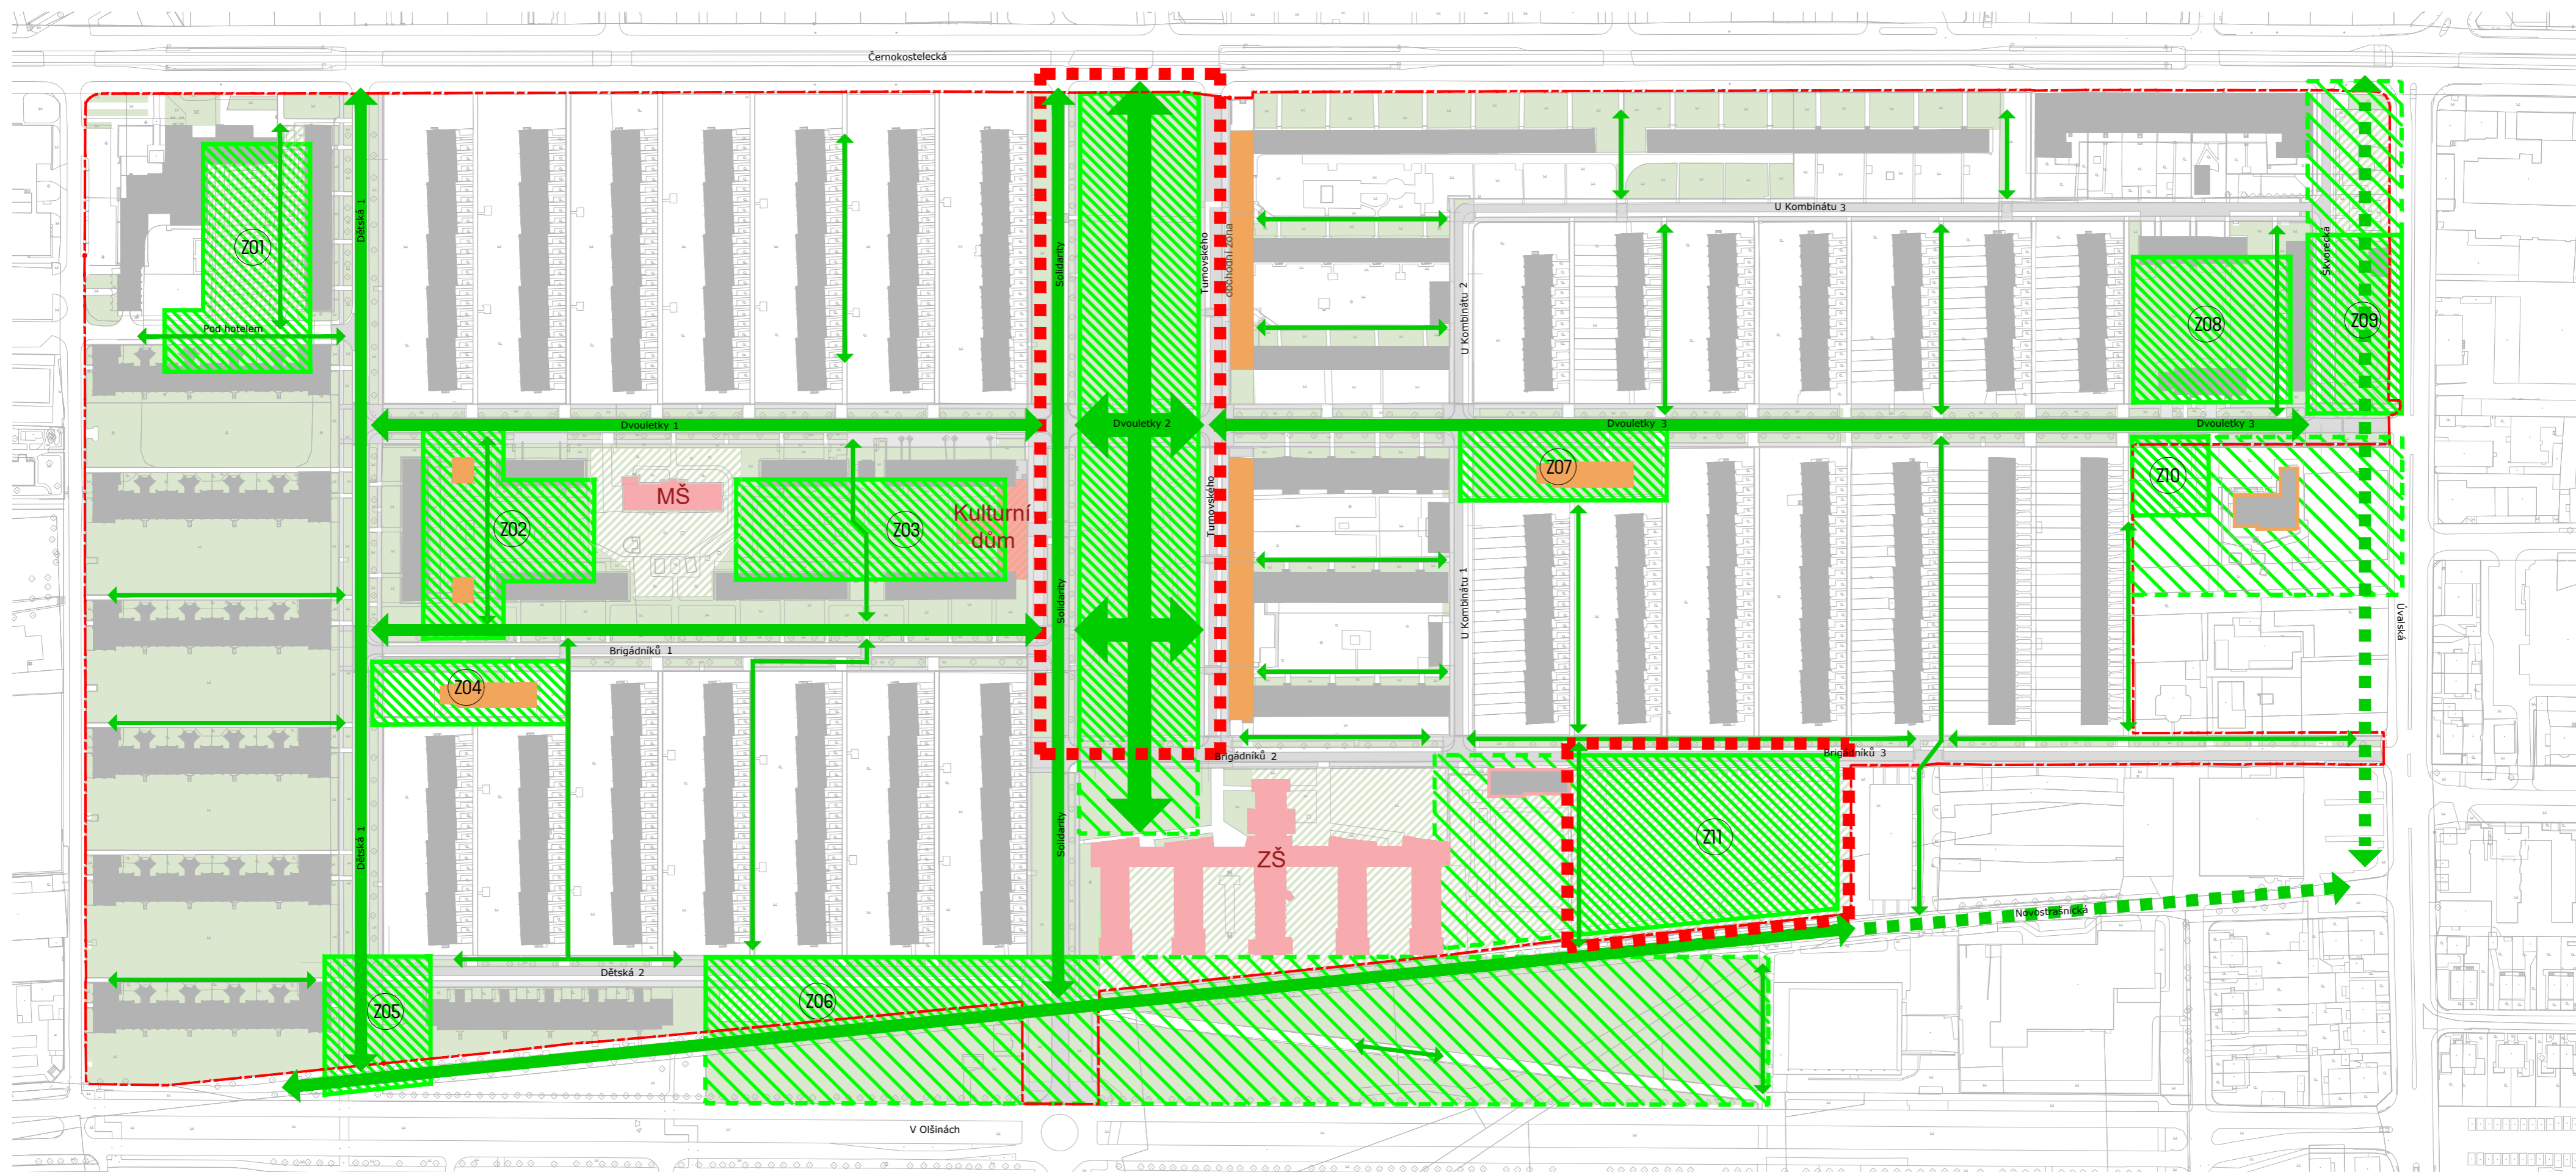 Černokostelecká
Dětská 1
Solidarity
Turnovského
obchodní zóna
U Kombinátu 3
U Kombinátu 2
Škvorecká
Z01
Pod hotelem
Z08
Z09
Dvouletky 1
Dvouletky 2
Dvouletky 3
Dvouletky 3
MŠ
Z02
Z03
Kulturní
dům
Turnovského
Z07
Z10
U Kombinátu 1
Solidarity
Úvalská
Brigádníků 1
Z04
Brigádníků 2
Brigádníků 3
Dětská 1
Solidarity
ZŠ
Z11
Novostrašnická
Dětská 2
Z05
Z06
V Olšinách